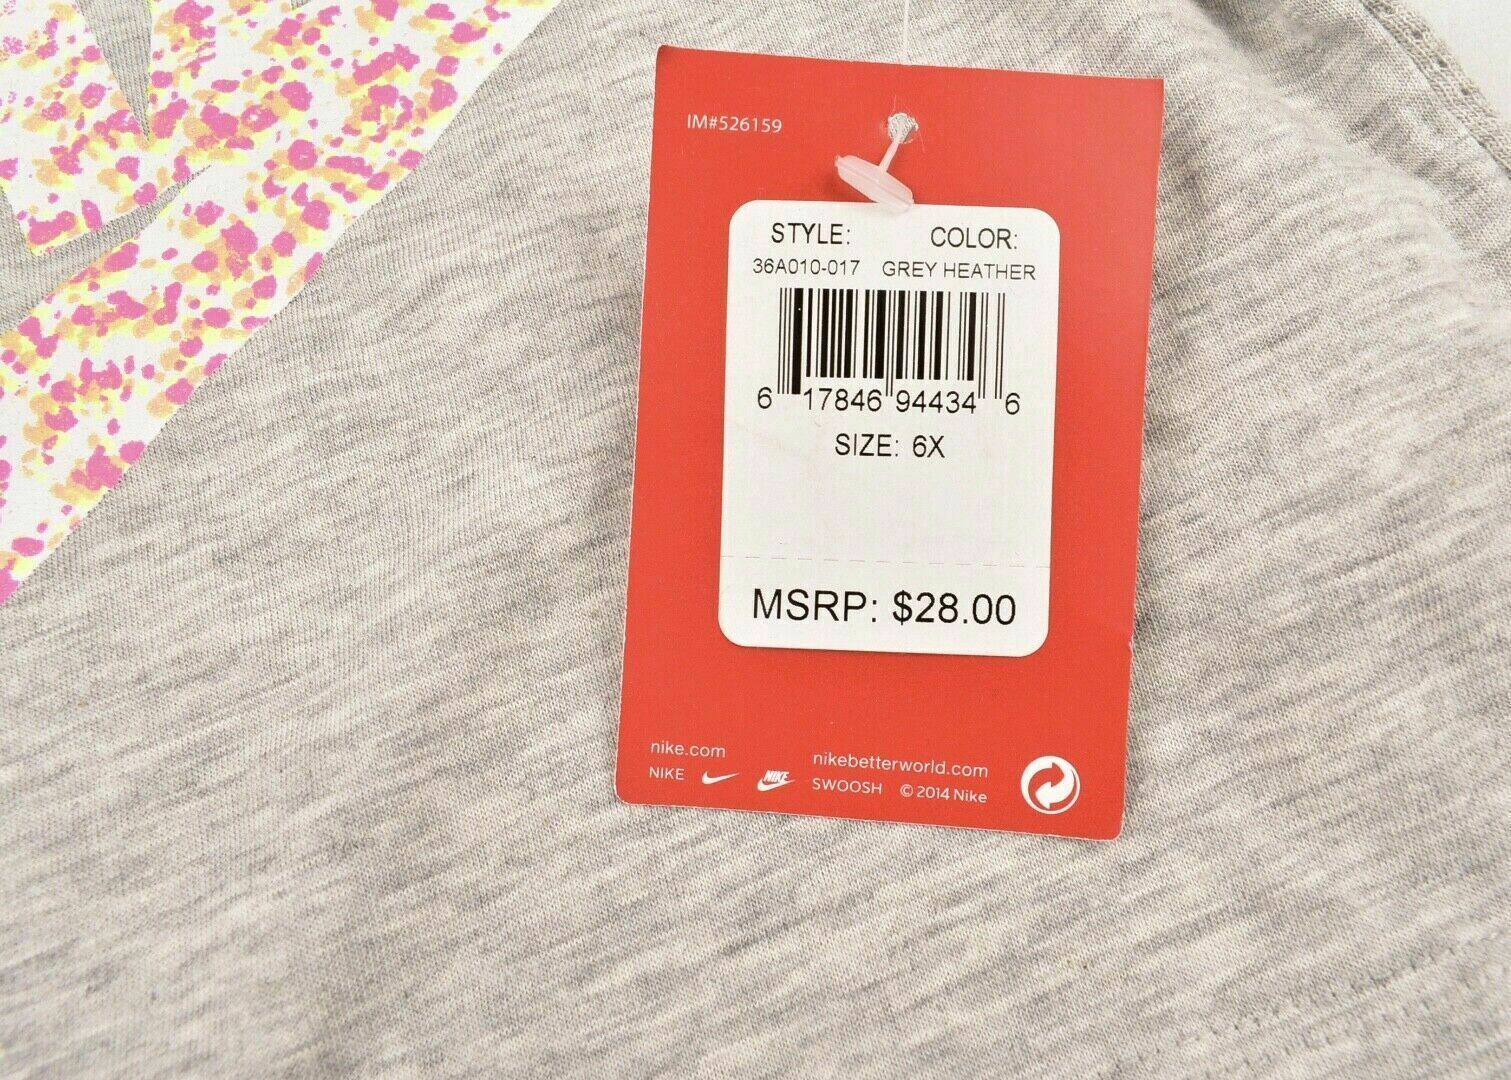 IM#526159
STYLE: COLOR:
36A010-017 GREY HEATHER
6 17846 94434 6
SIZE: 6X
MSRP: $28.00
nike.com nikebetterworld.com
NIKE NIKE SWOOSH © 2014 Nike